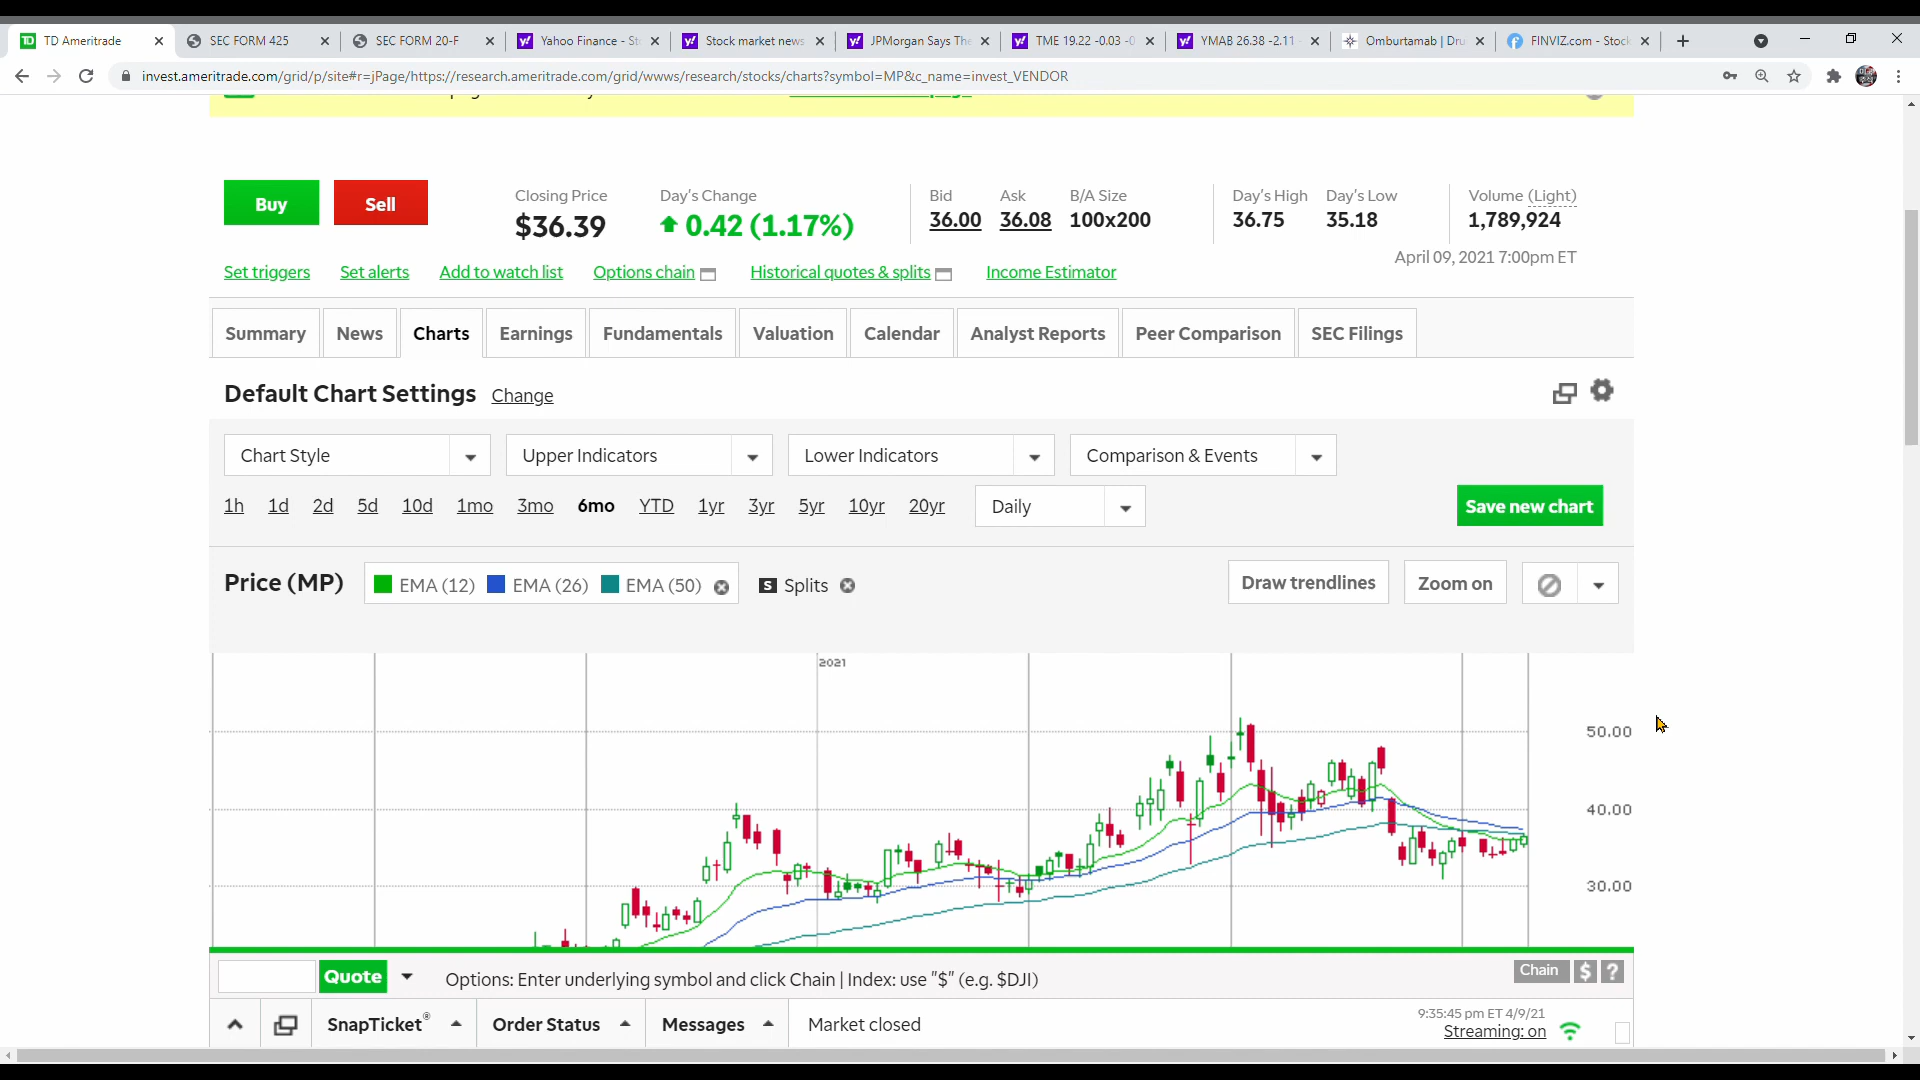 TD Ameritrade SEC FORM 425 SEC FORM 20-F Yahoo Finance - St Stock market news JPMorgan Says The TME 19.22 -0.03 -0 YMAB 26.38 -2.11 Omburtamab | Dru FINVIZ.com - Stock
invest.ameritrade.com/grid/p/site#r=jPage/https://research.ameritrade.com/grid/wwws/research/stocks/charts?symbol=MP&c_name=invest_VENDOR
Closing Price Day's Change Bid Ask B/A Size Day's High Day's Low Volume (Light)
Buy Sell $36.39 0.42 (1.17%) 36.00 36.08 100x200 36.75 35.18 1,789,924
April 09, 2021 7:00pm ET
Set triggers Set alerts Add to watch list Options chain Historical quotes & splits Income Estimator
Summary News Charts Earnings Fundamentals Valuation Calendar Analyst Reports Peer Comparison SEC Filings
Default Chart Settings Change
Chart Style Upper Indicators Lower Indicators Comparison & Events
1h 1d 2d 5d 10d 1mo 3mo 6mo YTD 1yr 3yr 5yr 10yr 20yr Daily Save new chart
Price (MP) EMA (12) EMA (26) EMA (50) S Splits Draw trendlines Zoom on
2021
50.00
40.00
30.00
Quote Options: Enter underlying symbol and click Chain | Index: use "$" (e.g. $DJI) Chain $ ?
SnapTicket® Order Status Messages Market closed 9:35:45 pm ET 4/9/21
Streaming: on